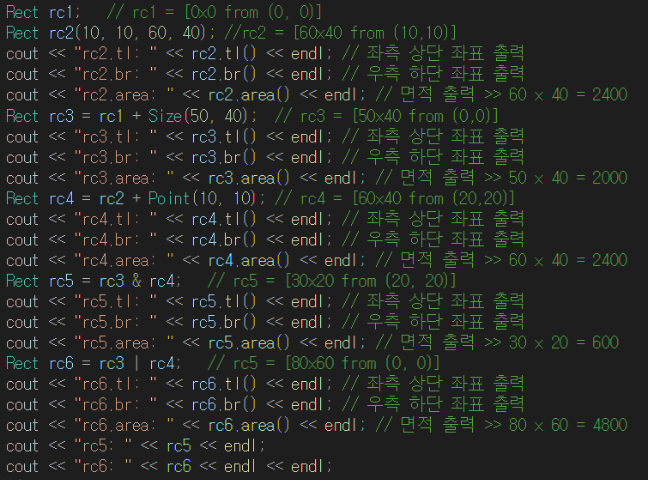 Rect rc1;   // rc1 = [0x0 from (0, 0)]
Rect rc2(10, 10, 60, 40); //rc2 = [60x40 from (10,10)]
cout << "rc2.tl: " << rc2.tl() << endl; // 좌측 상단 좌표 출력
cout << "rc2.br: " << rc2.br() << endl; // 우측 하단 좌표 출력
cout << "rc2.area: " << rc2.area() << endl; // 면적 출력 >> 60 x 40 = 2400
Rect rc3 = rc1 + Size(50, 40);  // rc3 = [50x40 from (0,0)]
cout << "rc3.tl: " << rc3.tl() << endl; // 좌측 상단 좌표 출력
cout << "rc3.br: " << rc3.br() << endl; // 우측 하단 좌표 출력
cout << "rc3.area: " << rc3.area() << endl; // 면적 출력 >> 50 x 40 = 2000
Rect rc4 = rc2 + Point(10, 10); // rc4 = [60x40 from (20,20)]
cout << "rc4.tl: " << rc4.tl() << endl; // 좌측 상단 좌표 출력
cout << "rc4.br: " << rc4.br() << endl; // 우측 하단 좌표 출력
cout << "rc4.area: " << rc4.area() << endl; // 면적 출력 >> 60 x 40 = 2400
Rect rc5 = rc3 & rc4;   // rc5 = [30x20 from (20, 20)]
cout << "rc5.tl: " << rc5.tl() << endl; // 좌측 상단 좌표 출력
cout << "rc5.br: " << rc5.br() << endl; // 우측 하단 좌표 출력
cout << "rc5.area: " << rc5.area() << endl; // 면적 출력 >> 30 x 20 = 600
Rect rc6 = rc3 | rc4;   // rc5 = [80x60 from (0, 0)]
cout << "rc6.tl: " << rc6.tl() << endl; // 좌측 상단 좌표 출력
cout << "rc6.br: " << rc6.br() << endl; // 우측 하단 좌표 출력
cout << "rc6.area: " << rc6.area() << endl; // 면적 출력 >> 80 x 60 = 4800
cout << "rc5: " << rc5 << endl;
cout << "rc6: " << rc6 << endl << endl;